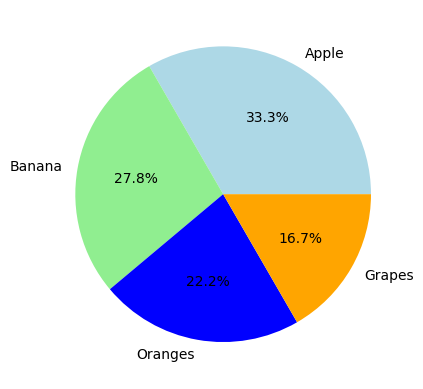 Apple
33.3%
Banana
27.8%
16.7%
Grapes
22.2%
Oranges